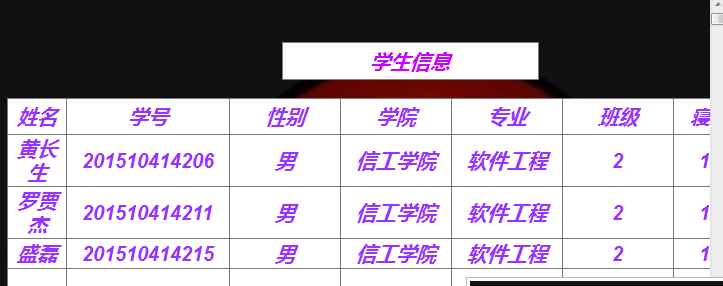 学生信息
姓名 学号 性别 学院 专业 班级
黄长生 201510414206 男 信工学院 软件工程 2 1
罗贾杰 201510414211 男 信工学院 软件工程 2 1
盛磊 201510414215 男 信工学院 软件工程 2 1